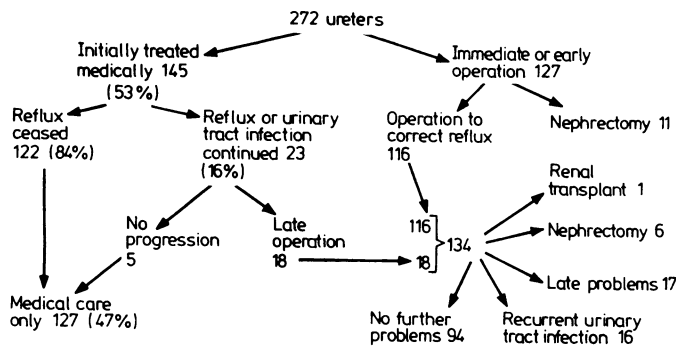 272 ureters
Initially treated
medically 145
(53%)
Immediate or early
operation 127
Reflux
ceased
122 (84%)
Reflux or urinary
tract infection
continued 23
(16%)
Operation to
correct reflux
116
Nephrectomy 11
No
progression
5
Late
operation
18
116
18
134
Renal
transplant 1
Nephrectomy 6
Late problems 17
Medical care
only 127 (47%)
No further
problems 94
Recurrent urinary
tract infection 16